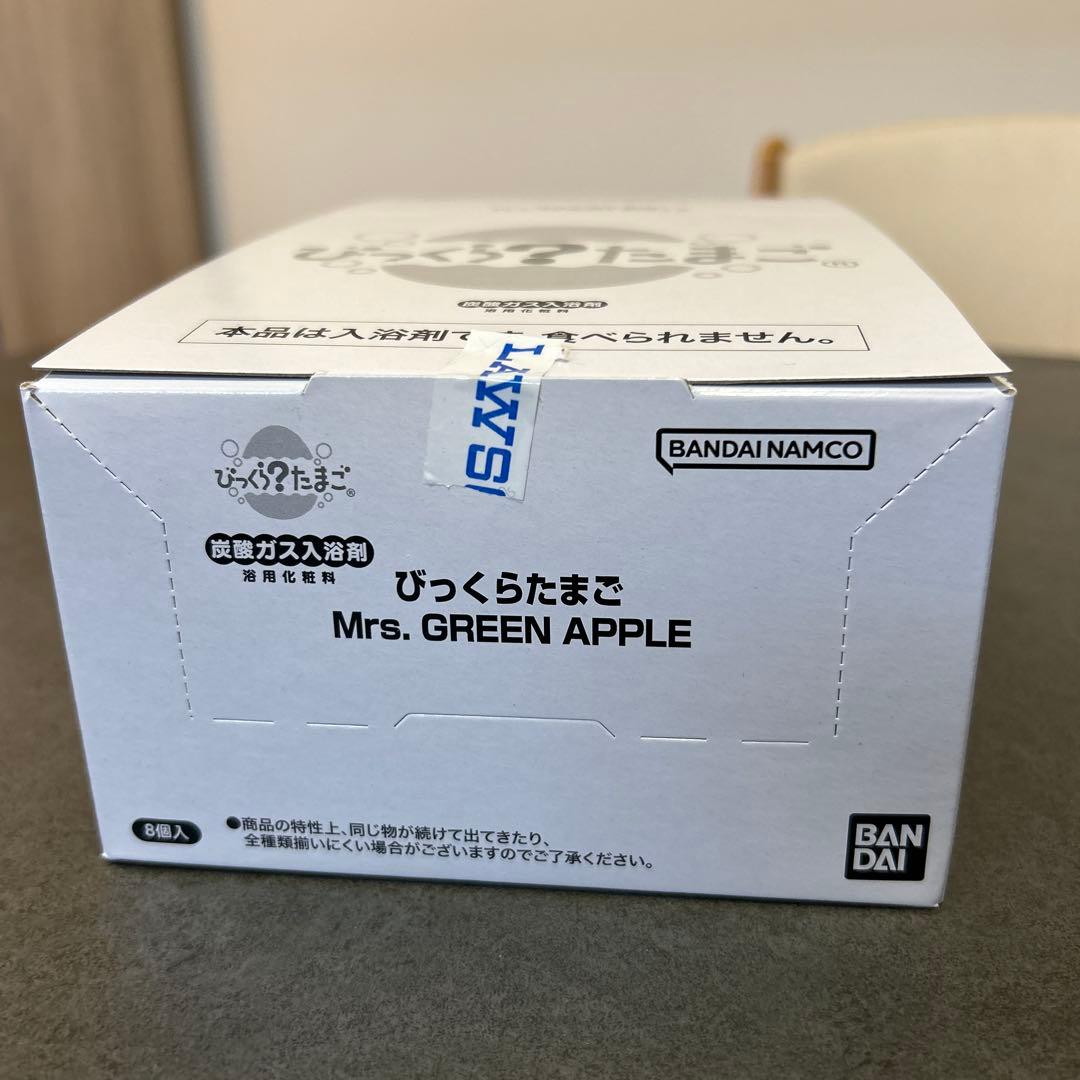 びっくら?たまご®
炭酸ガス入浴剤
浴用化粧料
本品は入浴剤です 食べられません。
LAWS
びっくら?たまご®
BANDAI NAMCO
炭酸ガス入浴剤
浴用化粧料
びっくらたまご
Mrs. GREEN APPLE
8個入
●商品の特性上、同じ物が続けて出てきたり、
全種類揃いにくい場合がございますのでご了承ください。
BAN
DAI